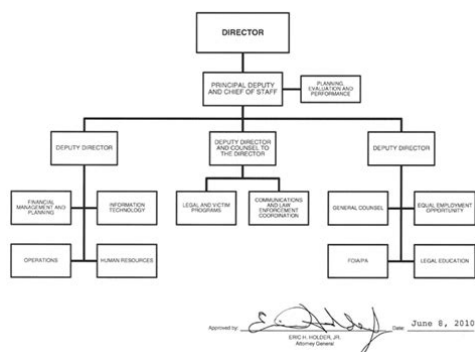 DIRECTOR
PRINCIPAL DEPUTY
AND CHIEF OF STAFF
PLANNING,
EVALUATION AND
PERFORMANCE
DEPUTY DIRECTOR
DEPUTY DIRECTOR
AND COUNSEL TO
THE DIRECTOR
DEPUTY DIRECTOR
FINANCIAL
MANAGEMENT AND
PLANNING
INFORMATION
TECHNOLOGY
LEGAL AND VICTIM
PROGRAMS
COMMUNICATIONS
AND LAW
ENFORCEMENT
COORDINATION
GENERAL COUNSEL
EQUAL EMPLOYMENT
OPPORTUNITY
OPERATIONS
HUMAN RESOURCES
FOIA/PA
LEGAL EDUCATION
Approved by:
Date: June 8, 2010
ERIC H. HOLDER, JR.
Attorney General